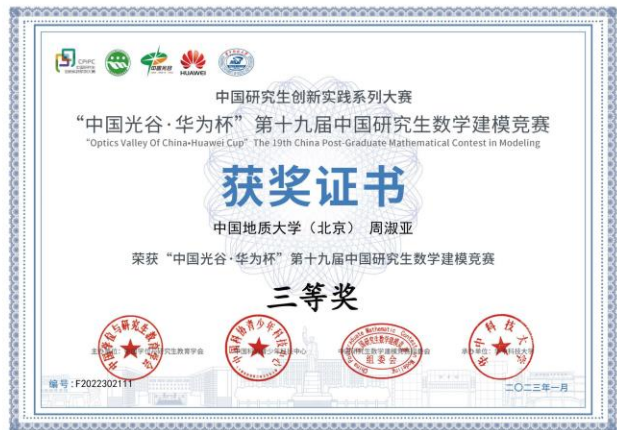 CPIPC
HUAWEI
中国研究生创新实践系列大赛
“中国光谷·华为杯”第十九届中国研究生数学建模竞赛
"Optics Valley Of China•Huawei Cup" The 19th China Post-Graduate Mathematical Contest in Modeling
获奖证书
中国地质大学（北京） 周淑亚
荣获“中国光谷·华为杯”第十九届中国研究生数学建模竞赛
三等奖
组委会
编号:F2022302111
二〇二三年一月